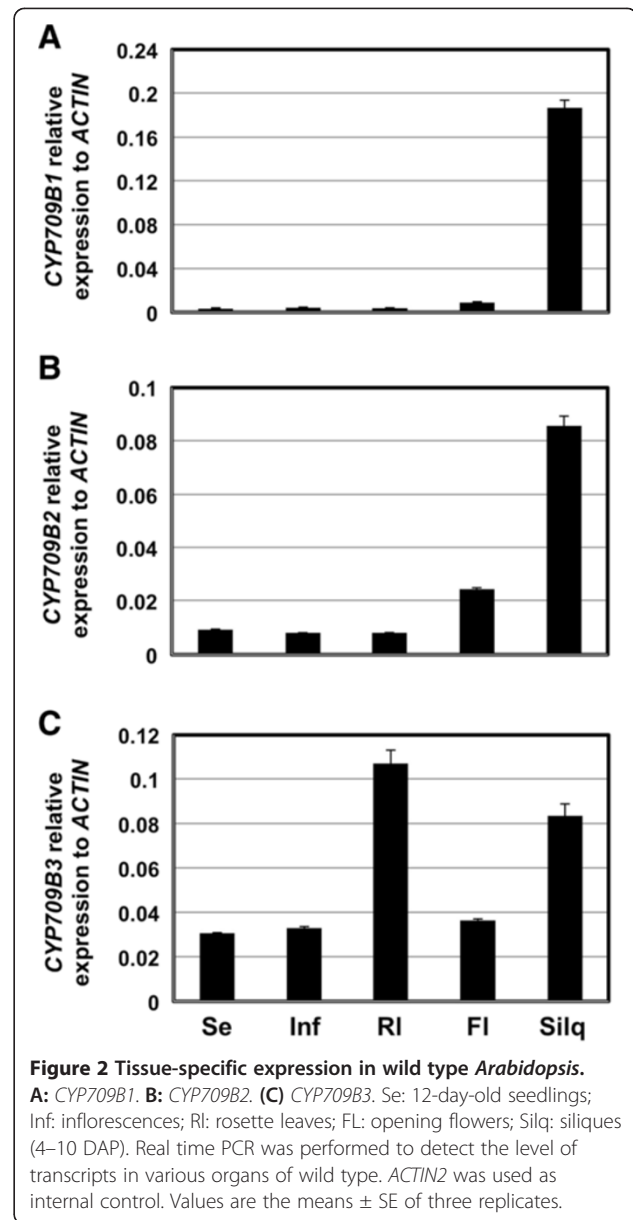 A
CYP709B1 relative
expression to ACTIN
0.24
0.2
0.16
0.12
0.08
0.04
0
B
CYP709B2 relative
expression to ACTIN
0.1
0.08
0.06
0.04
0.02
0
C
CYP709B3 relative
expression to ACTIN
0.12
0.1
0.08
0.06
0.04
0.02
0
Se Inf Rl Fl Silq
Figure 2 Tissue-specific expression in wild type Arabidopsis.
A: CYP709B1. B: CYP709B2. (C) CYP709B3. Se: 12-day-old seedlings;
Inf: inflorescences; Rl: rosette leaves; FL: opening flowers; Silq: siliques
(4–10 DAP). Real time PCR was performed to detect the level of
transcripts in various organs of wild type. ACTIN2 was used as
internal control. Values are the means ± SE of three replicates.